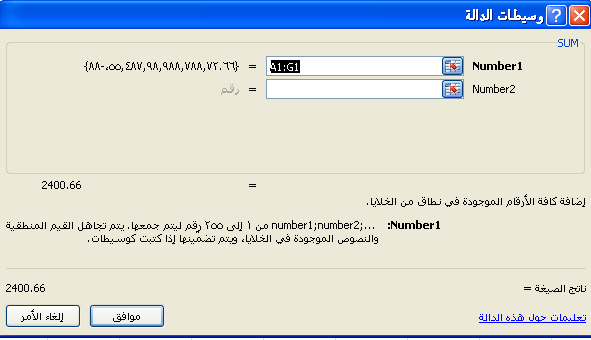 وسيطات الدالة
SUM
Number1 A1:G1 = {٧٢.٦٦,٧٨٨,٩٨٨,٩٨,٤٨٧,٥٥,-٨٨}
Number2 = رقم
= 2400.66
إضافة كافة الأرقام الموجودة في نطاق من الخلايا.
Number1: number1;number2;... من ١ إلى ٢٥٥ رقم ليتم جمعها. يتم تجاهل القيم المنطقية
والنصوص الموجودة في الخلايا، ويتم تضمّينها إذا كتبت كوسيطات.
ناتج الصيغة = 2400.66
تعليمات حول هذه الدالة
موافق
إلغاء الأمر